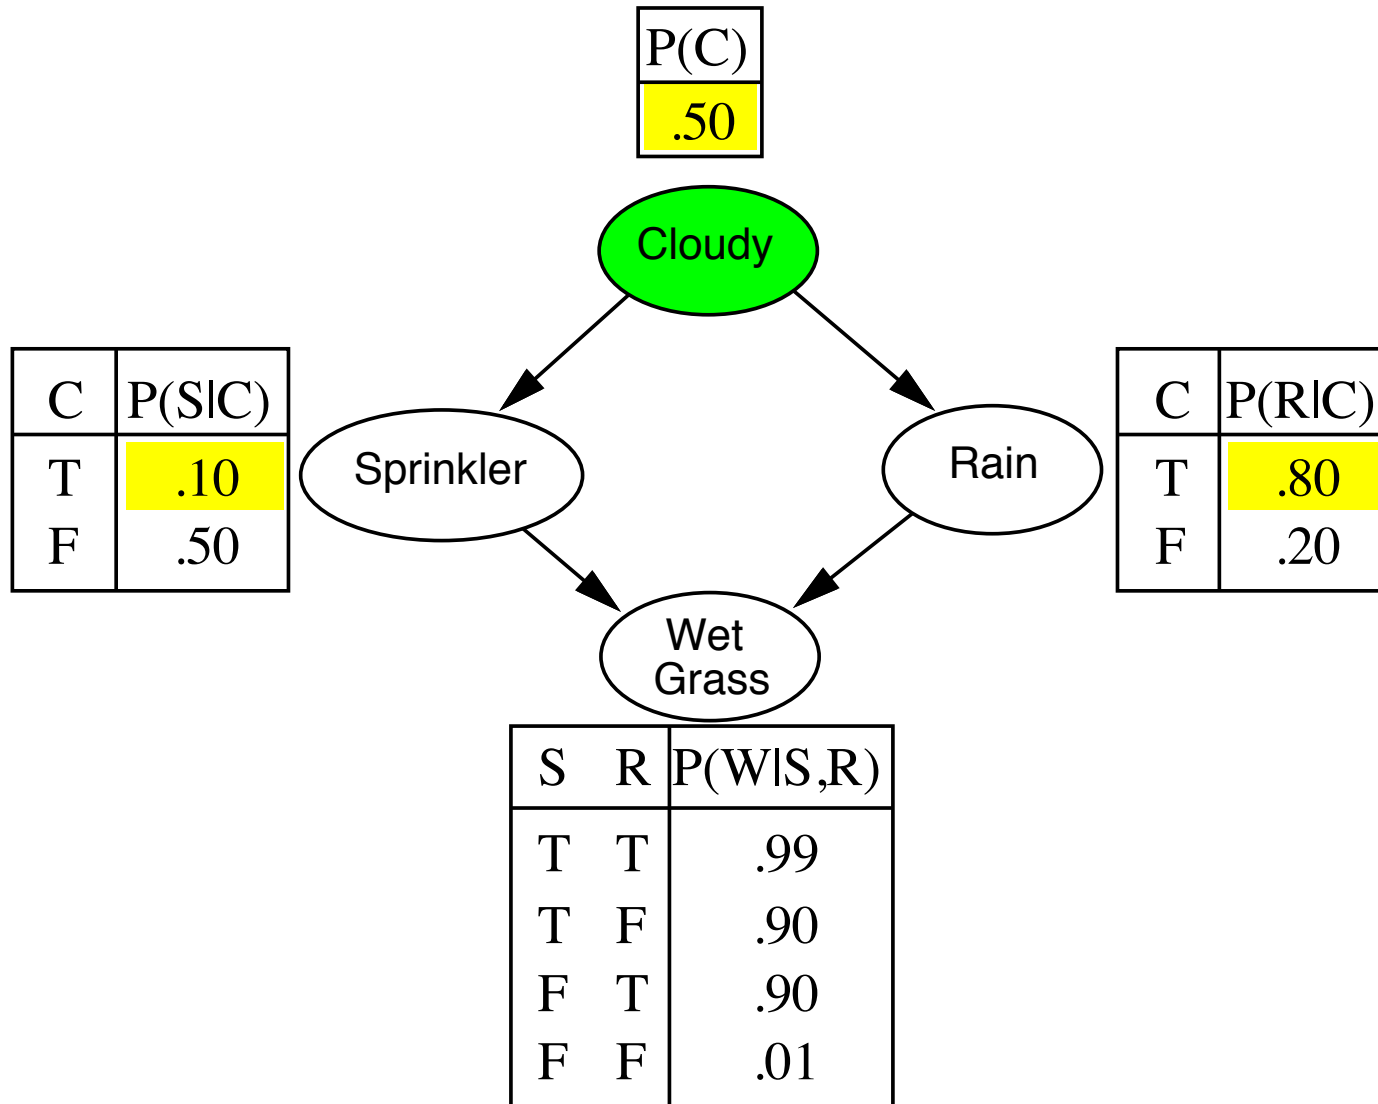 P(C)
.50
Cloudy
C P(S|C)
T .10
F .50
Sprinkler
Rain
C P(R|C)
T .80
F .20
Wet
Grass
S R P(W|S,R)
T T .99
T F .90
F T .90
F F .01